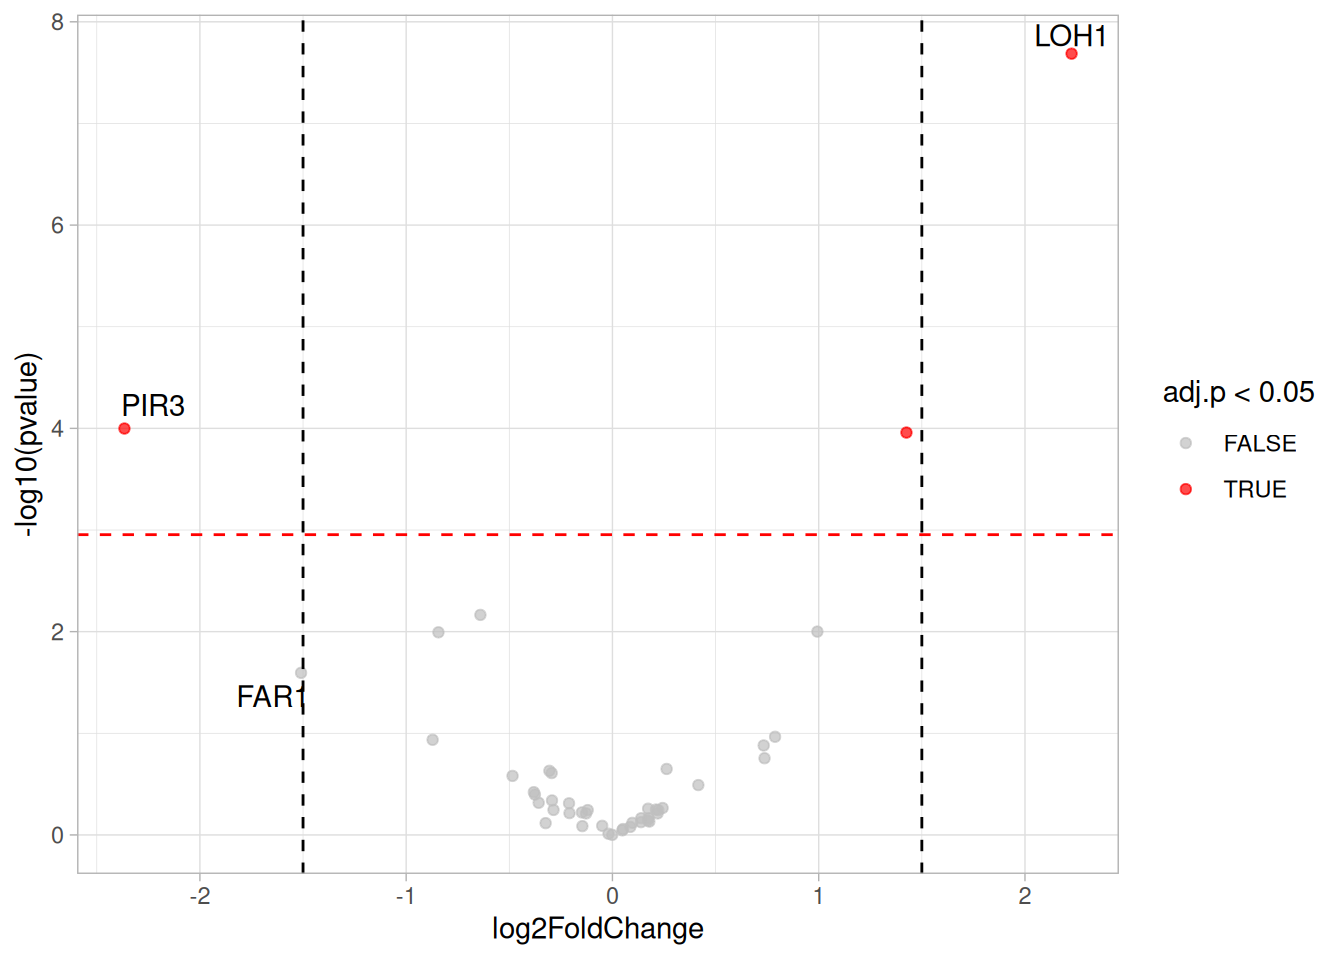 8
LOH1
6
PIR3
4
adj.p < 0.05
FALSE
TRUE
2
FAR1
0
-2
-1
0
1
2
log2FoldChange
-log10(pvalue)